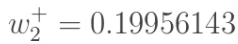 w_2^+ = 0.19956143